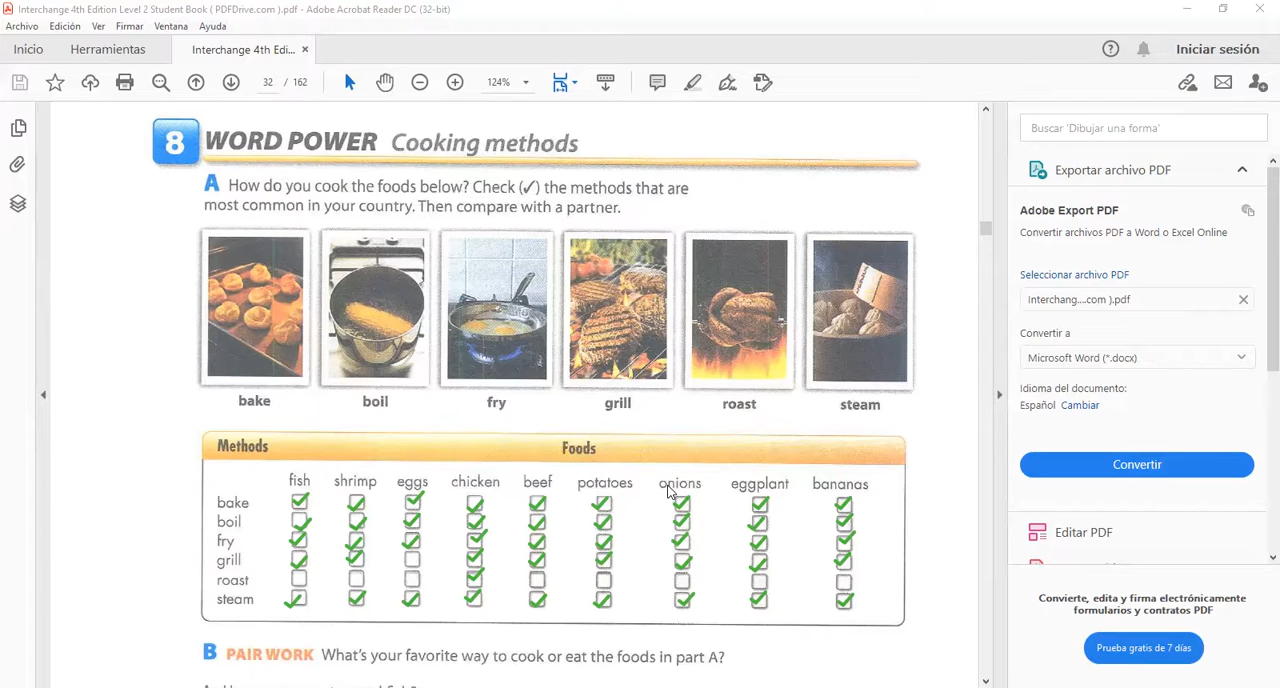 Interchange 4th Edition Level 2 Student Book ( PDFDrive.com ).pdf - Adobe Acrobat Reader DC (32-bit)
Archivo Edición Ver Firmar Ventana Ayuda
Inicio Herramientas Interchange 4th Edi... × Iniciar sesión
32 / 162 124%
8 WORD POWER Cooking methods
A How do you cook the foods below? Check (✓) the methods that are
most common in your country. Then compare with a partner.
bake boil fry grill roast steam
Methods Foods
fish shrimp eggs chicken beef potatoes onions eggplant bananas
bake
boil
fry
grill
roast
steam
B PAIR WORK What's your favorite way to cook or eat the foods in part A?
Buscar 'Dibujar una forma'
Exportar archivo PDF
Adobe Export PDF
Convertir archivos PDF a Word o Excel Online
Seleccionar archivo PDF
Interchang....com ).pdf
Convertir a
Microsoft Word (*.docx)
Idioma del documento:
Español Cambiar
Convertir
Editar PDF
Convierte, edita y firma electrónicamente
formularios y contratos PDF
Prueba gratis de 7 días